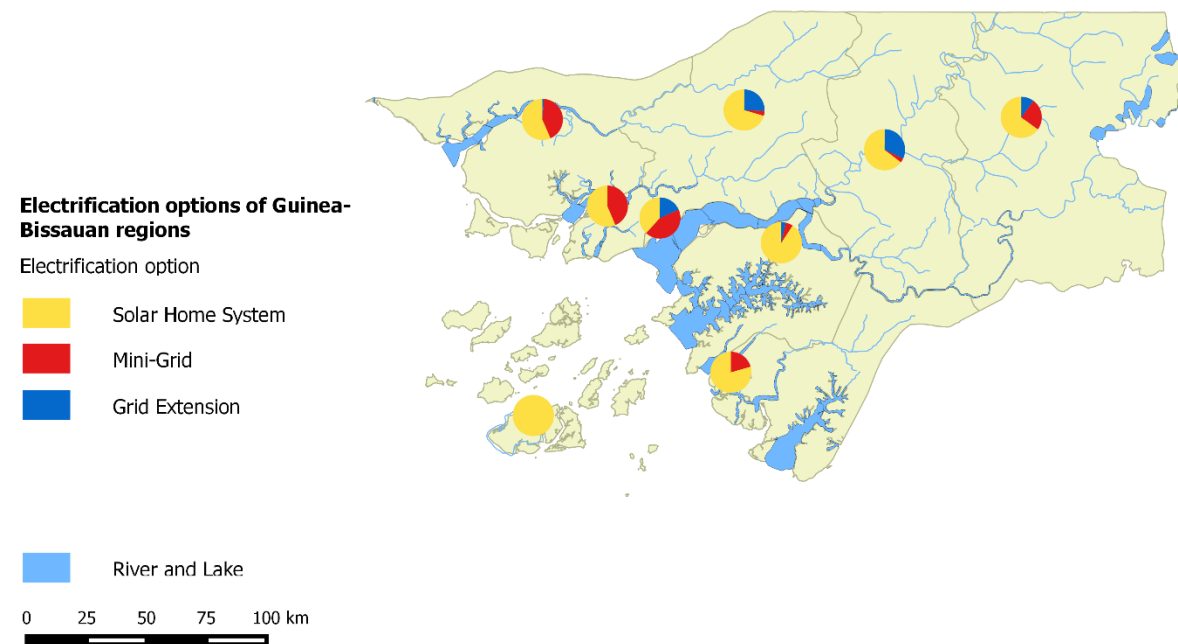 Electrification options of Guinea-
Bissauan regions
Electrification option
Solar Home System
Mini-Grid
Grid Extension
River and Lake
0 25 50 75 100 km